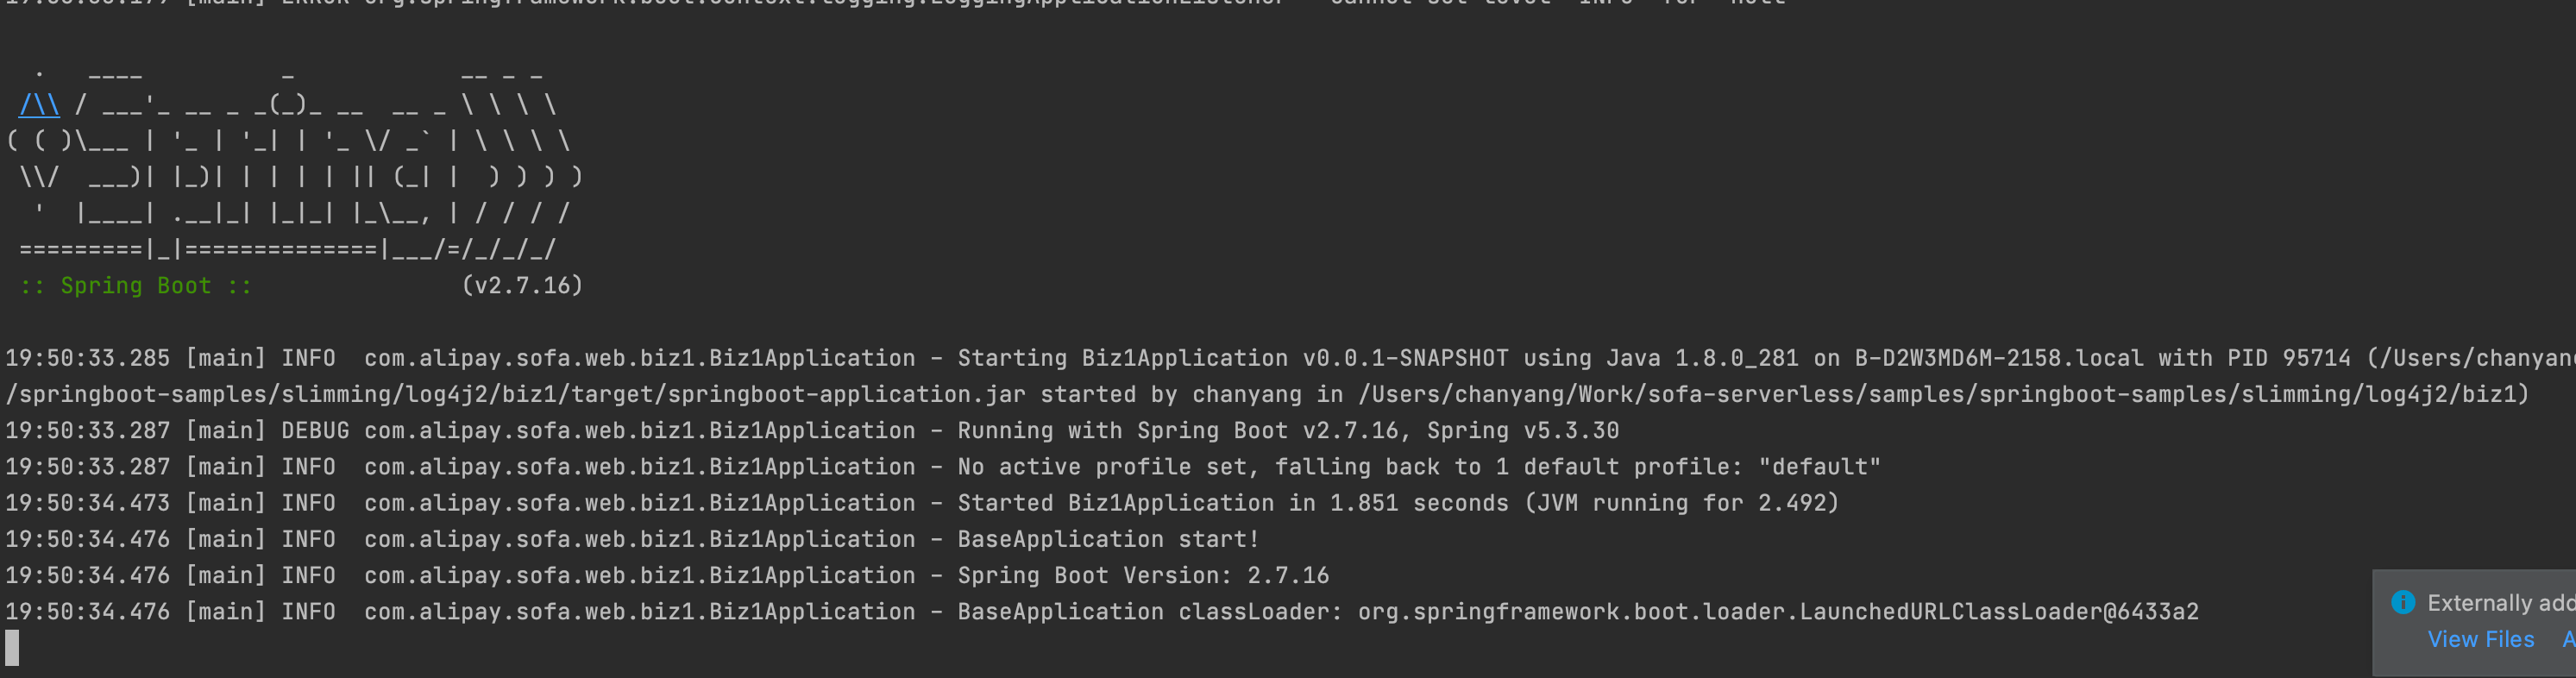 [main] ERROR org.springframework.boot.context.logging.LoggingApplicationListener - Cannot set level 'INFO' for 'null'
  .   ____          _            __ _ _
 /\\ / ___'_ __ _ _(_)_ __  __ _ \ \ \ \
( ( )\___ | '_ | '_| | '_ \/ _` | \ \ \ \
 \\/  ___)| |_)| | | | | || (_| |  ) ) ) )
  '  |____| .__|_| |_|_| |_\__, | / / / /
 =========|_|==============|___/=/_/_/_/
 :: Spring Boot ::                (v2.7.16)
19:50:33.285 [main] INFO  com.alipay.sofa.web.biz1.Biz1Application - Starting Biz1Application v0.0.1-SNAPSHOT using Java 1.8.0_281 on B-D2W3MD6M-2158.local with PID 95714 (/Users/chanyang
/springboot-samples/slimming/log4j2/biz1/target/springboot-application.jar started by chanyang in /Users/chanyang/Work/sofa-serverless/samples/springboot-samples/slimming/log4j2/biz1)
19:50:33.287 [main] DEBUG com.alipay.sofa.web.biz1.Biz1Application - Running with Spring Boot v2.7.16, Spring v5.3.30
19:50:33.287 [main] INFO  com.alipay.sofa.web.biz1.Biz1Application - No active profile set, falling back to 1 default profile: "default"
19:50:34.473 [main] INFO  com.alipay.sofa.web.biz1.Biz1Application - Started Biz1Application in 1.851 seconds (JVM running for 2.492)
19:50:34.476 [main] INFO  com.alipay.sofa.web.biz1.Biz1Application - BaseApplication start!
19:50:34.476 [main] INFO  com.alipay.sofa.web.biz1.Biz1Application - Spring Boot Version: 2.7.16
19:50:34.476 [main] INFO  com.alipay.sofa.web.biz1.Biz1Application - BaseApplication classLoader: org.springframework.boot.loader.LaunchedURLClassLoader@6433a2
Externally add
View Files A